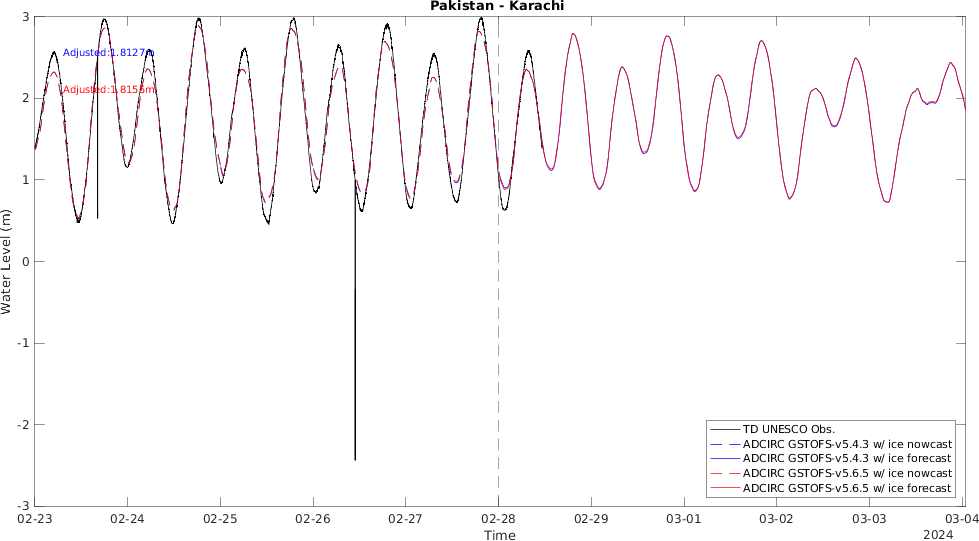 Pakistan - Karachi
3
Adjusted:1.8127m
Adjusted:1.8155m
2
1
0
-1
-2
-3
Water Level (m)
TD UNESCO Obs.
ADCIRC GSTOFS-v5.4.3 w/ ice nowcast
ADCIRC GSTOFS-v5.4.3 w/ ice forecast
ADCIRC GSTOFS-v5.6.5 w/ ice nowcast
ADCIRC GSTOFS-v5.6.5 w/ ice forecast
02-23 02-24 02-25 02-26 02-27 02-28 02-29 03-01 03-02 03-03 03-04
Time
2024